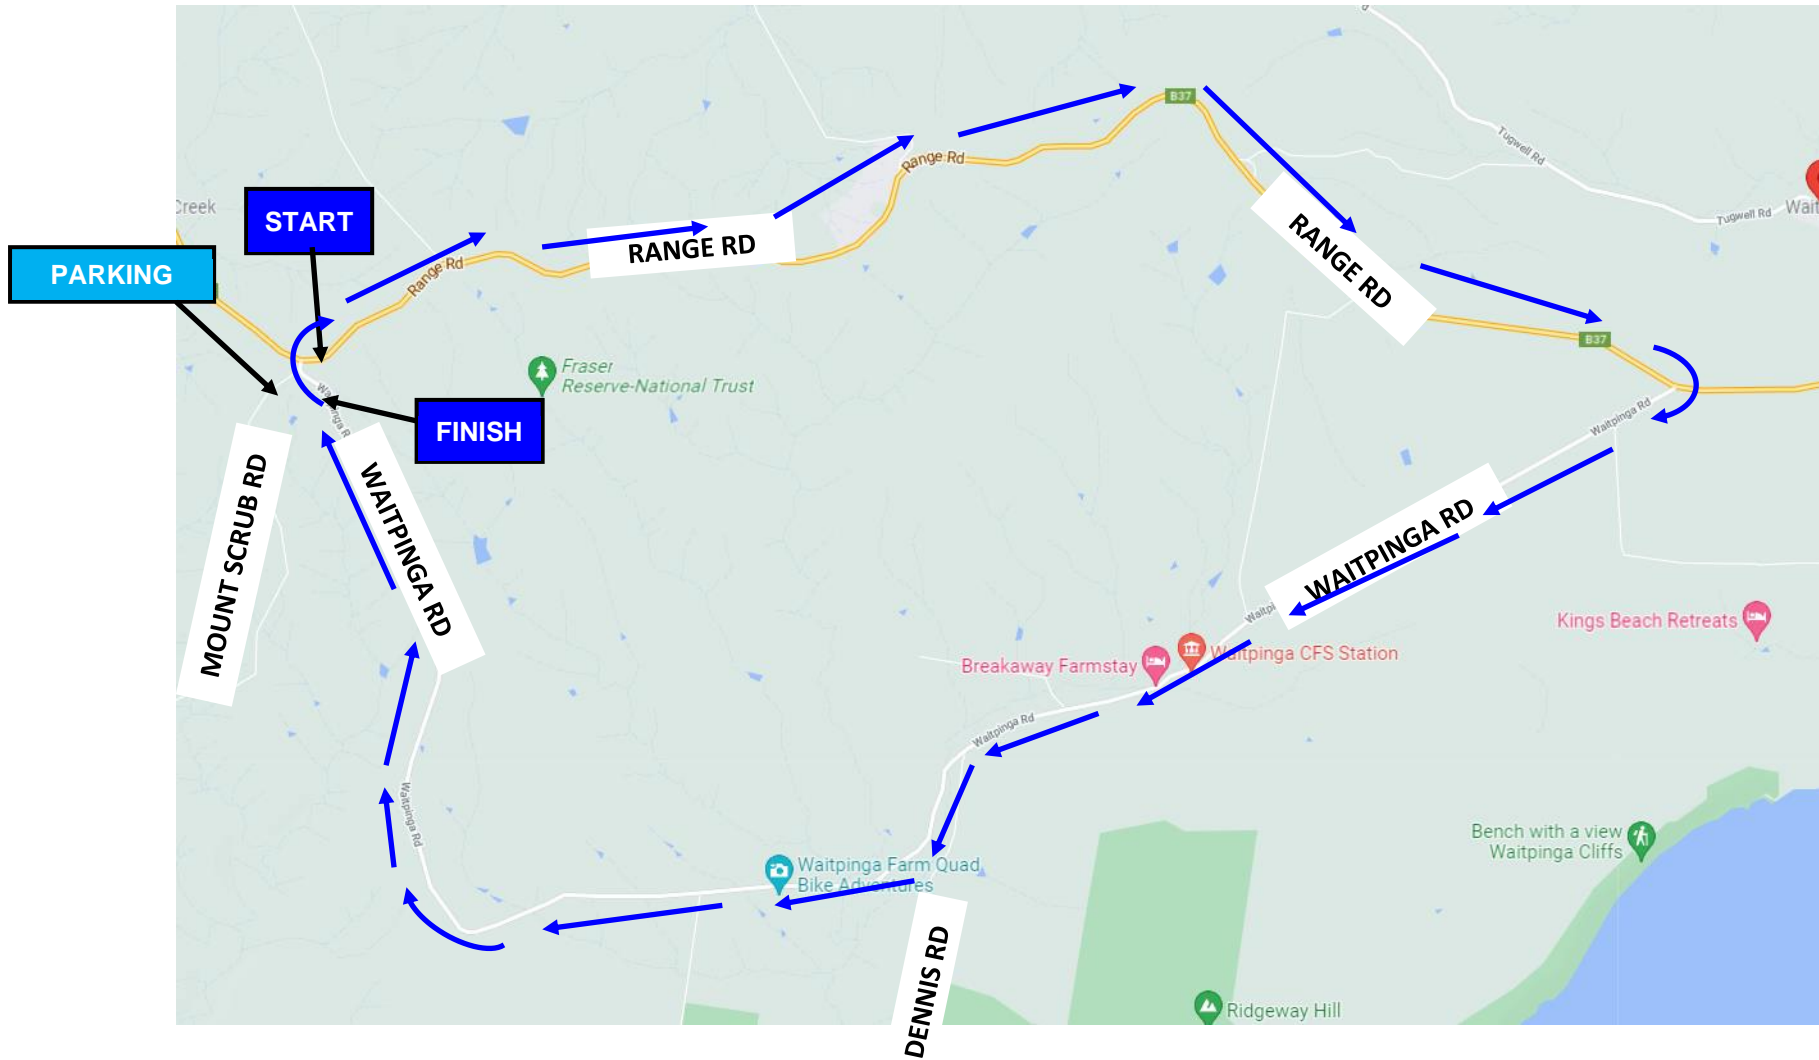 B37
Tugwell Rd
Tugwell Rd
Wait
Creek
START
Range Rd
RANGE RD
Range Rd
RANGE RD
PARKING
B37
Fraser
Reserve-National Trust
FINISH
Waitpinga R
Waitpinga Rd
MOUNT SCRUB RD
WAITPINGA RD
WAITPINGA RD
Waitpi
Kings Beach Retreats
Breakaway Farmstay
Waitpinga CFS Station
Waitpinga Rd
Waitpinga Rd
Bench with a view
Waitpinga Cliffs
Waitpinga Farm Quad
Bike Adventures
DENNIS RD
Ridgeway Hill